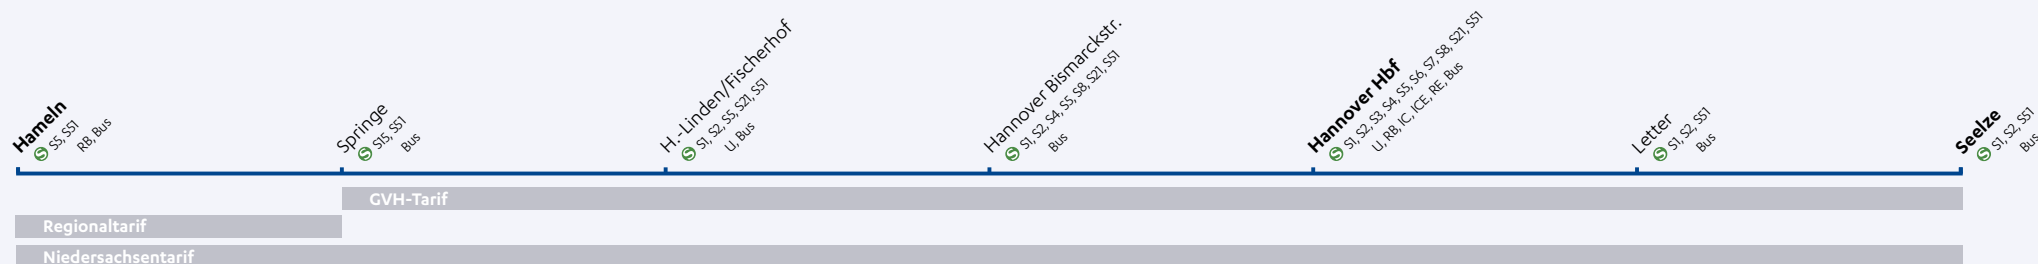 Hameln
S5, S51
RB, Bus
Springe
S15, S51
Bus
H.-Linden/Fischerhof
S1, S2, S5, S21, S51
U, Bus
Hannover Bismarckstr.
S1, S2, S4, S5, S8, S21, S51
Bus
Hannover Hbf
S1, S2, S3, S4, S5, S6, S7, S8, S21, S51
U, RB, IC, ICE, RE, Bus
Letter
S1, S2, S51
Bus
Seelze
S1, S2, S51
Bus
GVH-Tarif
Regionaltarif
Niedersachsentarif